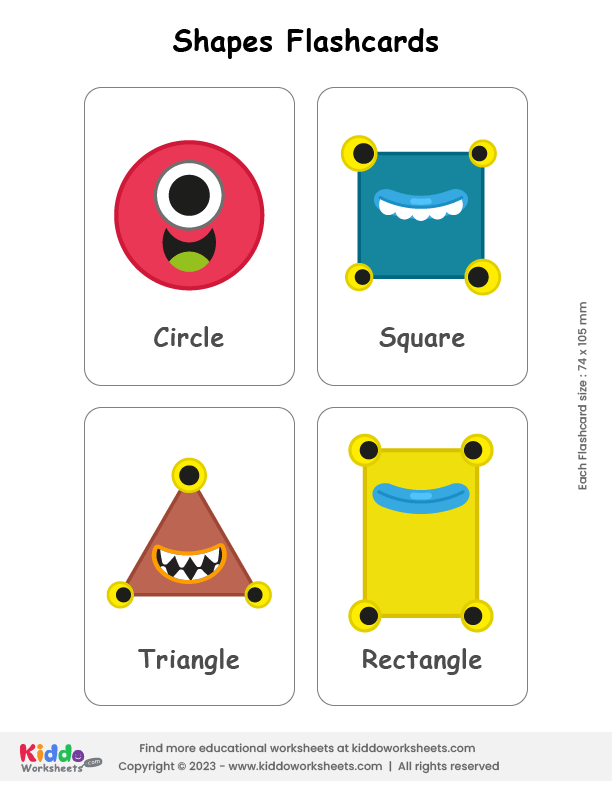 Shapes Flashcards
Circle
Square
Each Flashcard size : 74 x 105 mm
Triangle
Rectangle
Kiddo
Worksheets
.com
Find more educational worksheets at kiddoworksheets.com
Copyright © 2023 - www.kiddoworksheets.com | All rights reserved